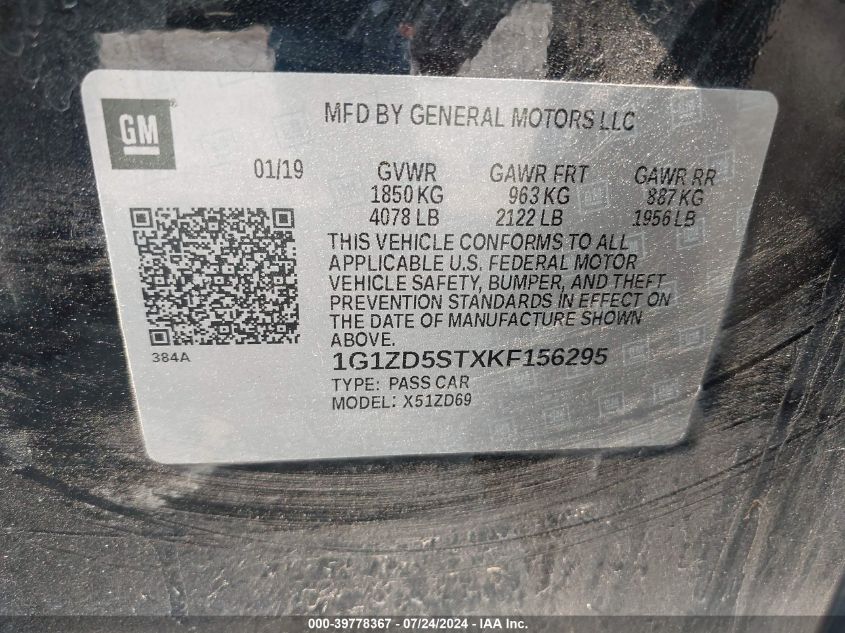 GM®
MFD BY GENERAL MOTORS LLC
01/19
GVWR GAWR FRT GAWR RR
1850 KG 963 KG 887 KG
4078 LB 2122 LB 1956 LB
THIS VEHICLE CONFORMS TO ALL
APPLICABLE U.S. FEDERAL MOTOR
VEHICLE SAFETY, BUMPER, AND THEFT
PREVENTION STANDARDS IN EFFECT ON
THE DATE OF MANUFACTURE SHOWN
ABOVE.
384A
1G1ZD5STXKF156295
TYPE: PASS CAR
MODEL: X51ZD69
000-39778367 / 07/24/2024 - IAA Inc.